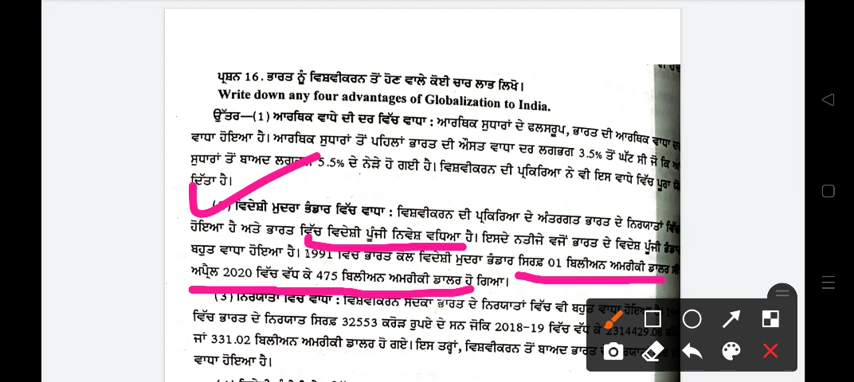 ਪ੍ਰਸ਼ਨ 16. ਭਾਰਤ ਨੂੰ ਵਿਸ਼ਵੀਕਰਨ ਤੋਂ ਹੋਣ ਵਾਲੇ ਕੋਈ ਚਾਰ ਲਾਭ ਲਿਖੋ।
Write down any four advantages of Globalization to India.
ਉੱਤਰ—(1) ਆਰਥਿਕ ਵਾਧੇ ਦੀ ਦਰ ਵਿੱਚ ਵਾਧਾ : ਆਰਥਿਕ ਸੁਧਾਰਾਂ ਦੇ ਫਲਸਰੂਪ, ਭਾਰਤ ਦੀ ਆਰਥਿਕ ਵਾਧਾ
ਵਾਧਾ ਹੋਇਆ ਹੈ। ਆਰਥਿਕ ਸੁਧਾਰਾਂ ਤੋਂ ਪਹਿਲਾਂ ਭਾਰਤ ਦੀ ਔਸਤ ਵਾਧਾ ਦਰ ਲਗਭਗ 3.5% ਤੋਂ ਘੱਟ ਸੀ ਜੋ ਕਿ
ਸੁਧਾਰਾਂ ਤੋਂ ਬਾਅਦ 5.5% ਦੇ ਨੇੜੇ ਹੋ ਗਈ ਹੈ। ਵਿਸ਼ਵੀਕਰਨ ਦੀ ਪ੍ਰਕਿਰਿਆ ਨੇ ਵੀ ਇਸ ਵਾਧੇ ਵਿੱਚ ਪੂਰਾ
ਦਿੱਤਾ ਹੈ।
ਵਿਦੇਸ਼ੀ ਮੁਦਰਾ ਭੰਡਾਰ ਵਿੱਚ ਵਾਧਾ : ਵਿਸ਼ਵੀਕਰਨ ਦੀ ਪ੍ਰਕਿਰਿਆ ਦੇ ਅੰਤਰਗਤ ਭਾਰਤ ਦੇ ਨਿਰਯਾਤਾਂ ਵਿੱਚ
ਹੋਇਆ ਹੈ ਅਤੇ ਭਾਰਤ ਵਿੱਚ ਵਿਦੇਸ਼ੀ ਪੂੰਜੀ ਨਿਵੇਸ਼ ਵਧਿਆ ਹੈ। ਇਸਦੇ ਨਤੀਜੇ ਵਜੋਂ ਭਾਰਤ ਦੇ ਵਿਦੇਸ਼ ਪੂੰਜੀ
ਬਹੁਤ ਵਾਧਾ ਹੋਇਆ ਹੈ। 1991 ਵਿੱਚ ਭਾਰਤ ਕੋਲ ਵਿਦੇਸ਼ੀ ਮੁਦਰਾ ਭੰਡਾਰ ਸਿਰਫ਼ 01 ਬਿਲੀਅਨ ਅਮਰੀਕੀ ਡਾਲਰ
ਅਪ੍ਰੈਲ 2020 ਵਿੱਚ ਵੱਧ ਕੇ 475 ਬਿਲੀਅਨ ਅਮਰੀਕੀ ਡਾਲਰ ਹੋ ਗਿਆ।
(3) ਨਿਰਯਾਤਾਂ ਵਿੱਚ ਵਾਧਾ : ਵਿਸ਼ਵੀਕਰਨ ਸਦਕਾ ਭਾਰਤ ਦੇ ਨਿਰਯਾਤਾਂ ਵਿੱਚ ਵੀ ਬਹੁਤ ਵਾਧਾ ਹੋਇਆ
ਵਿੱਚ ਭਾਰਤ ਦੇ ਨਿਰਯਾਤ ਸਿਰਫ਼ 32553 ਕਰੋੜ ਰੁਪਏ ਦੇ ਸਨ ਜੋਕਿ 2018-19 ਵਿੱਚ ਵੱਧ ਕੇ
ਜਾਂ 331.02 ਬਿਲੀਅਨ ਅਮਰੀਕੀ ਡਾਲਰ ਹੋ ਗਏ। ਇਸ ਤਰ੍ਹਾਂ, ਵਿਸ਼ਵੀਕਰਨ ਤੋਂ ਬਾਅਦ ਭਾਰਤ
ਵਾਧਾ ਹੋਇਆ ਹੈ।